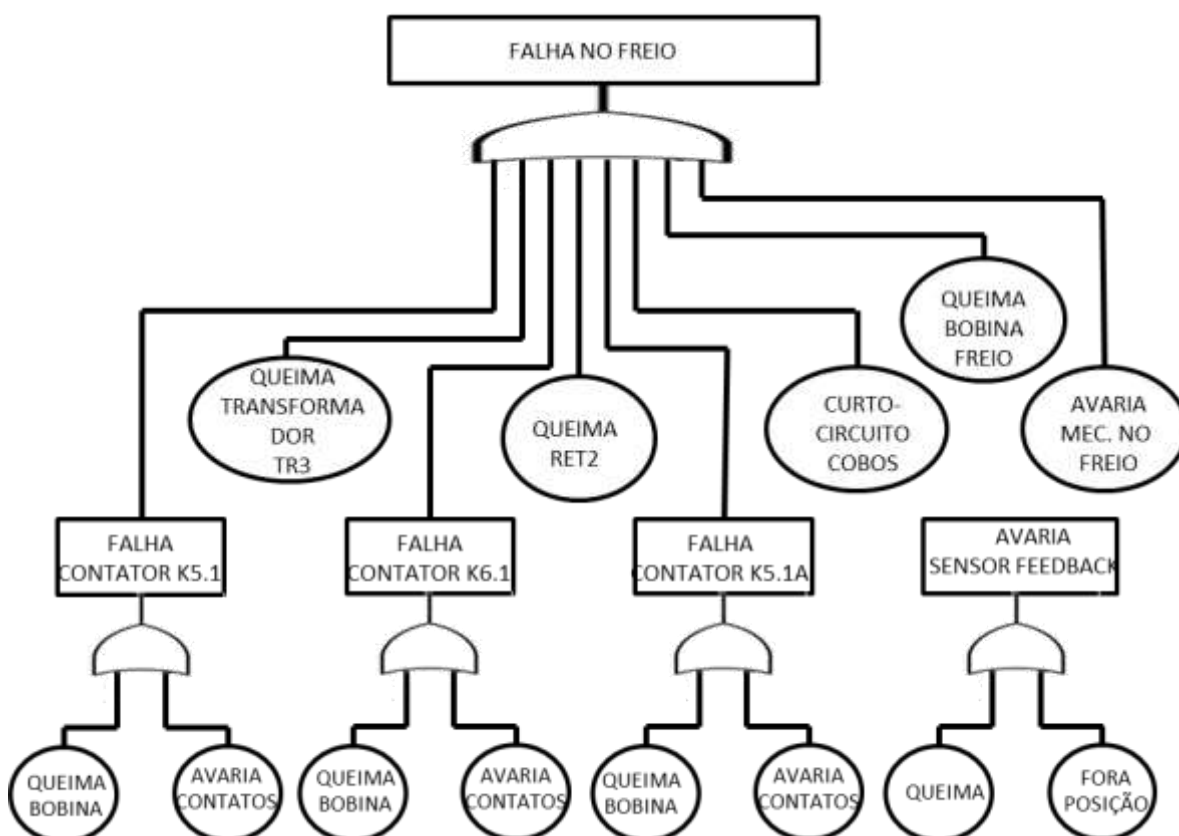 FALHA NO FREIO
QUEIMA
BOBINA
FREIO
QUEIMA
TRANSFORMA
DOR
TR3
QUEIMA
RET2
CURTO-
CIRCUITO
COBOS
AVARIA
MEC. NO
FREIO
FALHA
CONTATOR K5.1
FALHA
CONTATOR K6.1
FALHA
CONTATOR K5.1A
AVARIA
SENSOR FEEDBACK
QUEIMA
BOBINA
AVARIA
CONTATOS
QUEIMA
BOBINA
AVARIA
CONTATOS
QUEIMA
BOBINA
AVARIA
CONTATOS
QUEIMA
FORA
POSIÇÃO